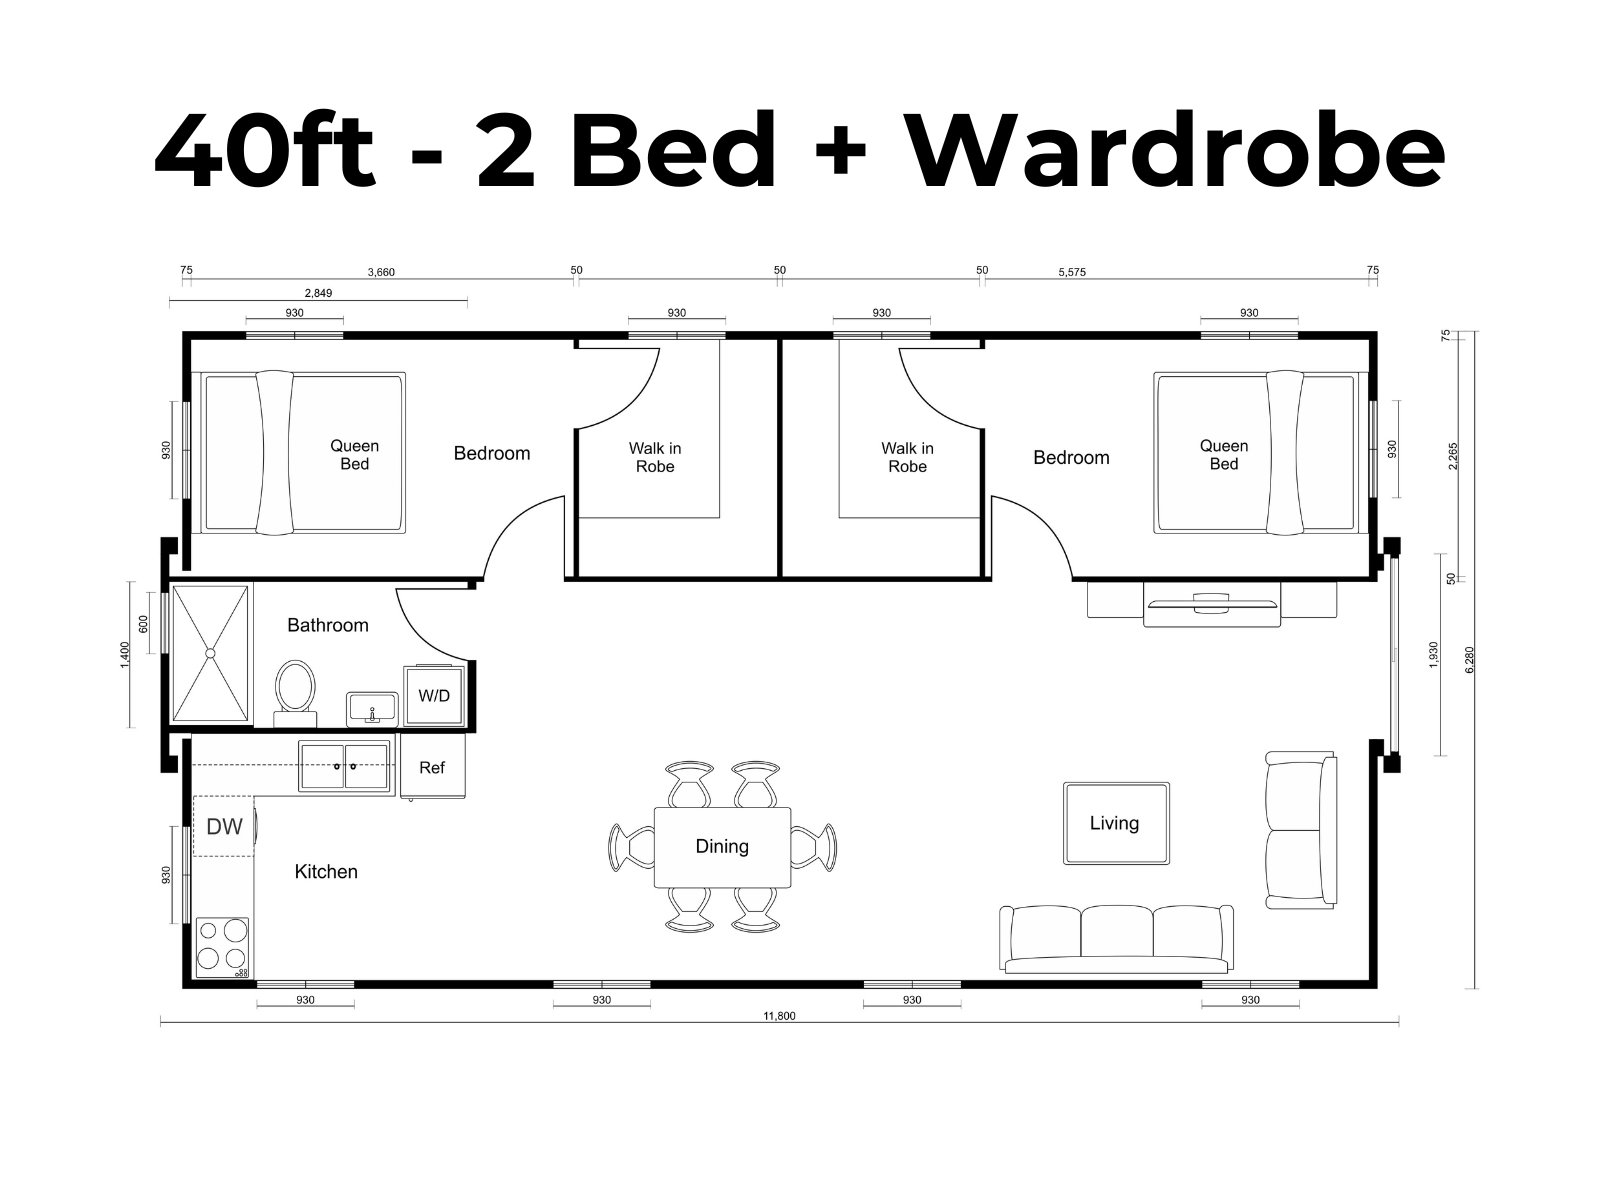 40ft - 2 Bed + Wardrobe
75
3,660
50
50
50
5,575
75
2,849
930
930
930
930
75
Queen
Bed
Bedroom
Walk in
Robe
Walk in
Robe
Bedroom
Queen
Bed
930
930
2,265
50
Bathroom
600
1,400
W/D
1,930
6,280
Ref
DW
Kitchen
930
Dining
Living
930
930
930
930
11,800